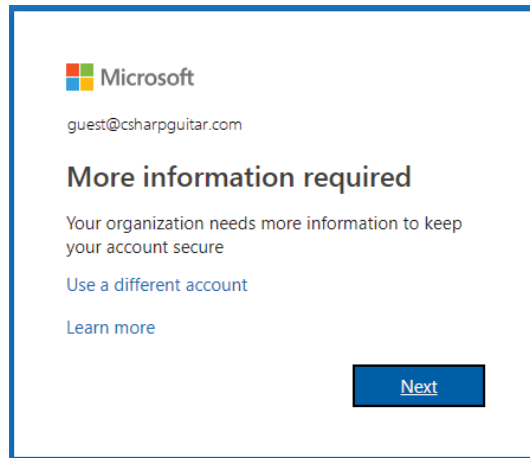 Microsoft
guest@csharpguitar.com
More information required
Your organization needs more information to keep
your account secure
Use a different account
Learn more
Next